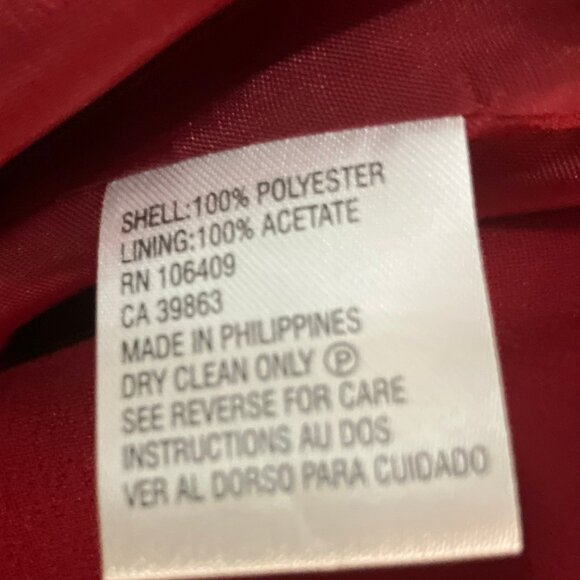 SHELL:100% POLYESTER
LINING:100% ACETATE
RN 106409
CA 39863
MADE IN PHILIPPINES
DRY CLEAN ONLY Ⓟ
SEE REVERSE FOR CARE
INSTRUCTIONS AU DOS
VER AL DORSO PARA CUIDADO